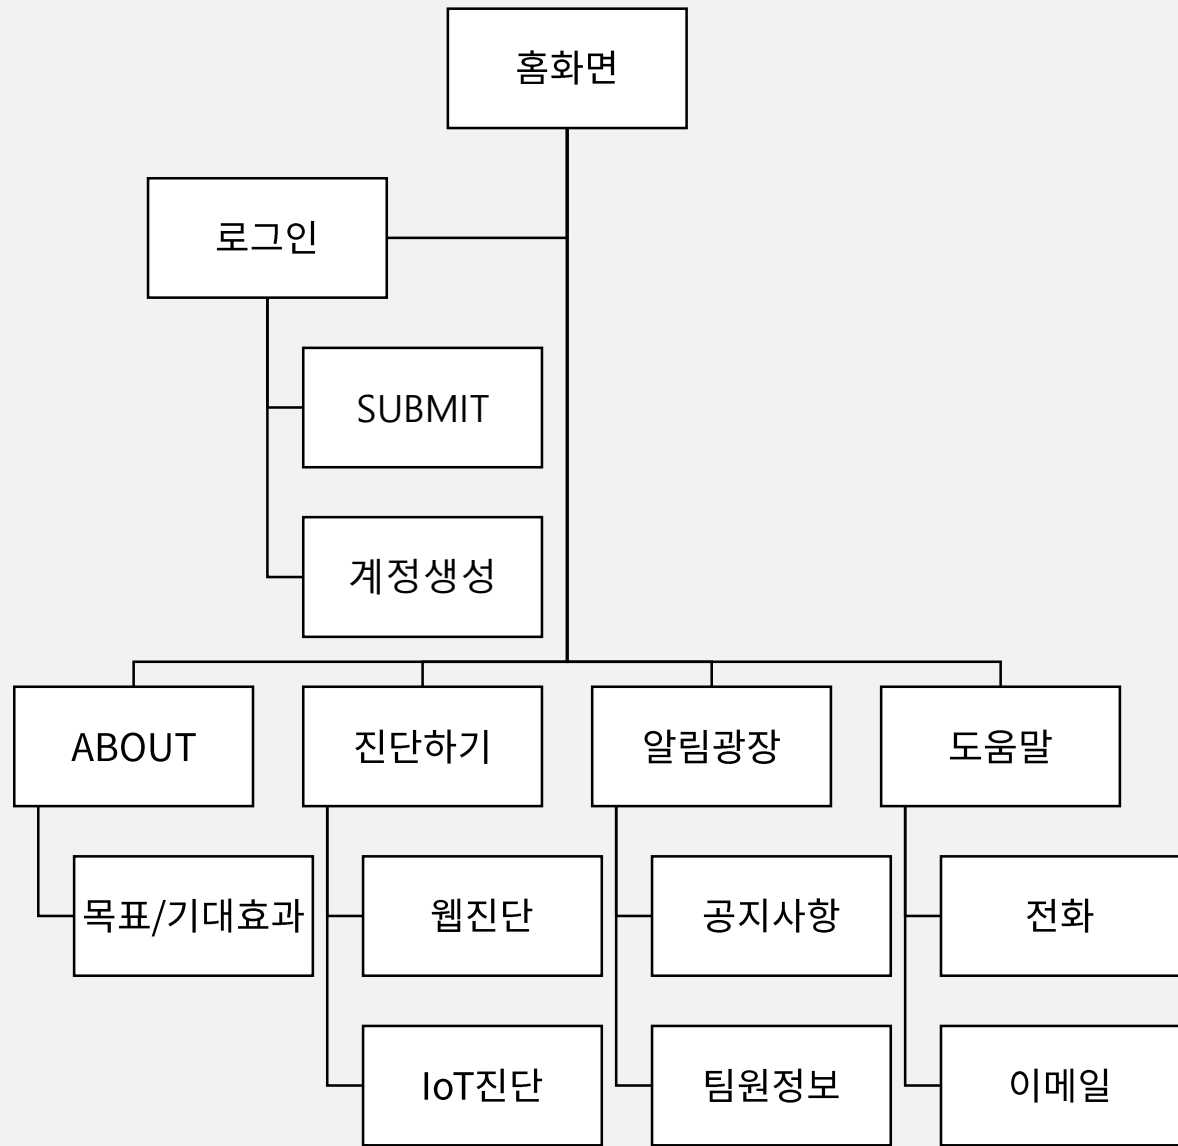 홈화면
로그인
SUBMIT
계정생성
ABOUT
진단하기
알림광장
도움말
목표/기대효과
웹진단
공지사항
전화
IoT진단
팀원정보
이메일